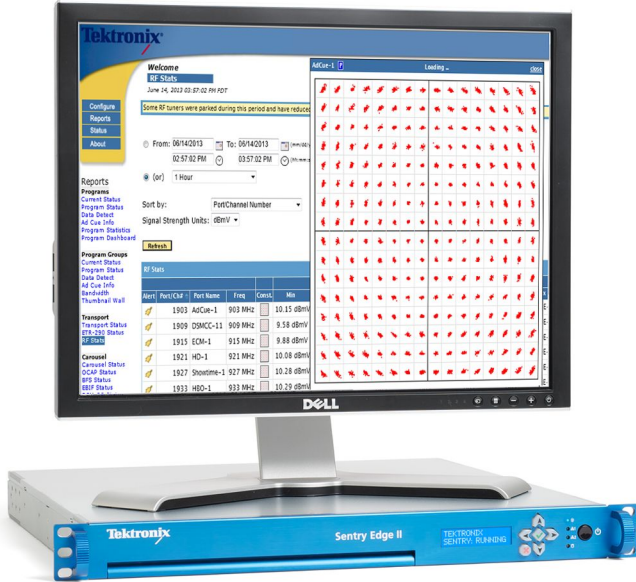 Tektronix
Welcome
RF Stats
June 14, 2013 03:57:02 PM PDT
Configure
Reports
Status
About
Some RF tuners were parked during this period and have reduced
From: 06/14/2013 To: 06/14/2013
02:57:02 PM 03:57:02 PM
(or) 1 Hour
Sort by: Port/Channel Number
Signal Strength Units: dBmV
Refresh
Reports
Programs
Current Status
Program Status
Data Detect
Ad Cue Info
Program Statistics
Program Dashboard
Program Groups
Current Status
Program Status
Data Detect
Ad Cue Info
Bandwidth
Thumbnail Wall
Transport
Transport Status
ETR-290 Status
RF Stats
Carousel
Carousel Status
OCAP Status
BFS Status
EBIF Status
RF Stats
Alert Port/Ch# Port Name Freq Const. Min
1903 AdCue-1 903 MHz 10.15 dBmV
1909 DSMCC-11 909 MHz 9.58 dBmV
1915 ECM-1 915 MHz 9.88 dBmV
1921 HD-1 921 MHz 10.08 dBmV
1927 Showtime-1 927 MHz 10.28 dBmV
1933 HBO-1 933 MHz 10.29 dBmV
AdCue-1 Loading … close
DELL
Tektronix
Sentry Edge II
TEKTRONIX
SENTRY: RUNNING